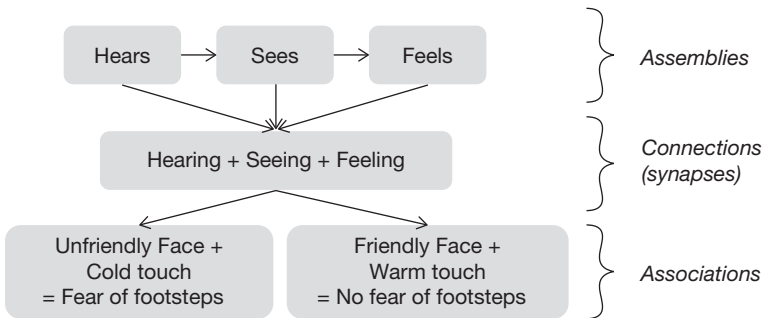 Hears
Sees
Feels
Assemblies
Hearing + Seeing + Feeling
Connections
(synapses)
Unfriendly Face +
Cold touch
= Fear of footsteps
Friendly Face +
Warm touch
= No fear of footsteps
Associations